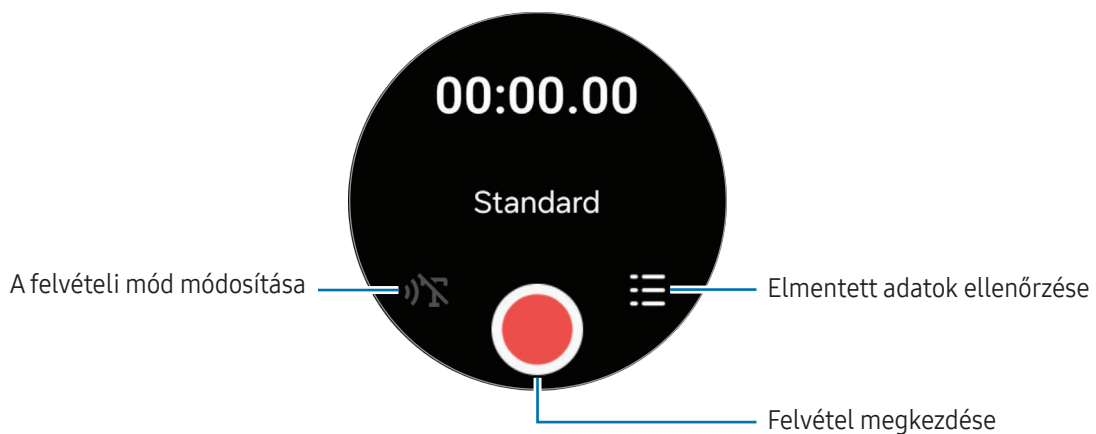 00:00.00
Standard
A felvételi mód módosítása
Elmentett adatok ellenőrzése
Felvétel megkezdése